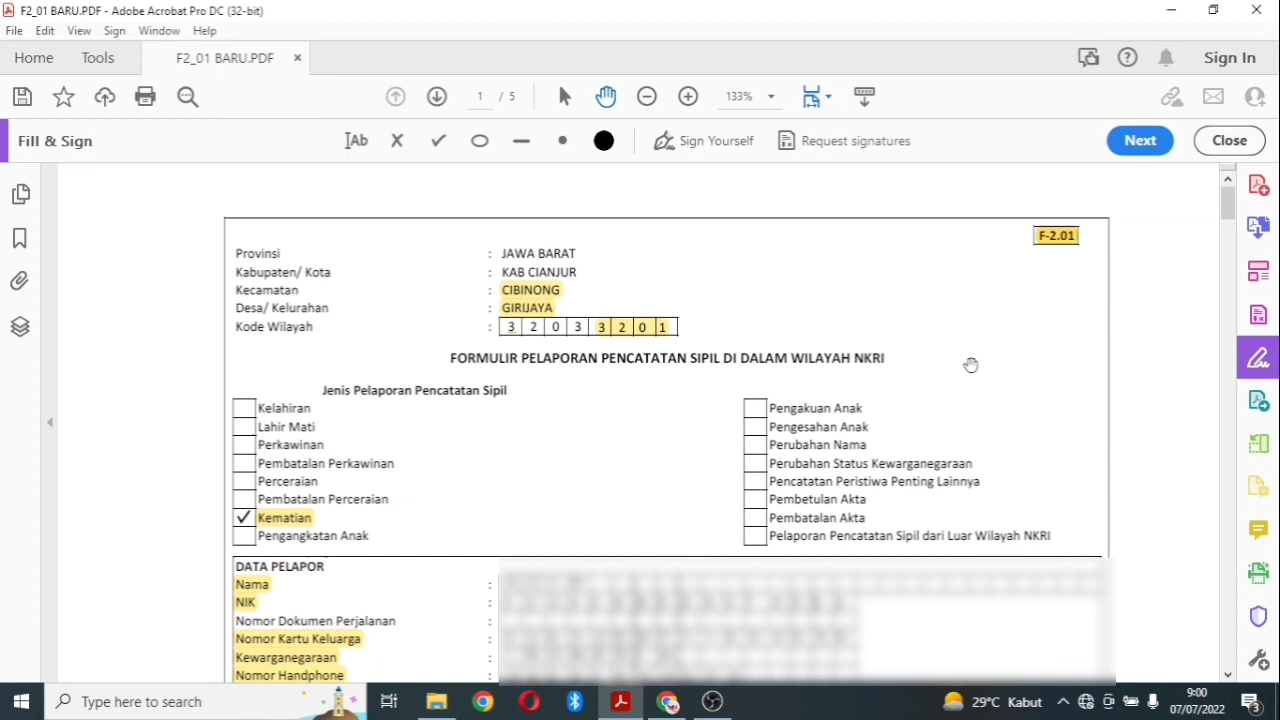 F2_01 BARU.PDF - Adobe Acrobat Pro DC (32-bit)
File Edit View Sign Window Help
Home Tools F2_01 BARU.PDF × Sign In
1 / 5 133%
Fill & Sign Ab Sign Yourself Request signatures Next Close
F-2.01
Provinsi : JAWA BARAT
Kabupaten/ Kota : KAB CIANJUR
Kecamatan : CIBINONG
Desa/ Kelurahan : GIRIJAYA
Kode Wilayah : 3 2 0 3 3 2 0 1
FORMULIR PELAPORAN PENCATATAN SIPIL DI DALAM WILAYAH NKRI
Jenis Pelaporan Pencatatan Sipil
Kelahiran Pengakuan Anak
Lahir Mati Pengesahan Anak
Perkawinan Perubahan Nama
Pembatalan Perkawinan Perubahan Status Kewarganegaraan
Perceraian Pencatatan Peristiwa Penting Lainnya
Pembatalan Perceraian Pembetulan Akta
✓ Kematian Pembatalan Akta
Pengangkatan Anak Pelaporan Pencatatan Sipil dari Luar Wilayah NKRI
DATA PELAPOR
Nama :
NIK :
Nomor Dokumen Perjalanan :
Nomor Kartu Keluarga :
Kewarganegaraan :
Nomor Handphone :
Type here to search 29°C Kabut 9:00
07/07/2022 3